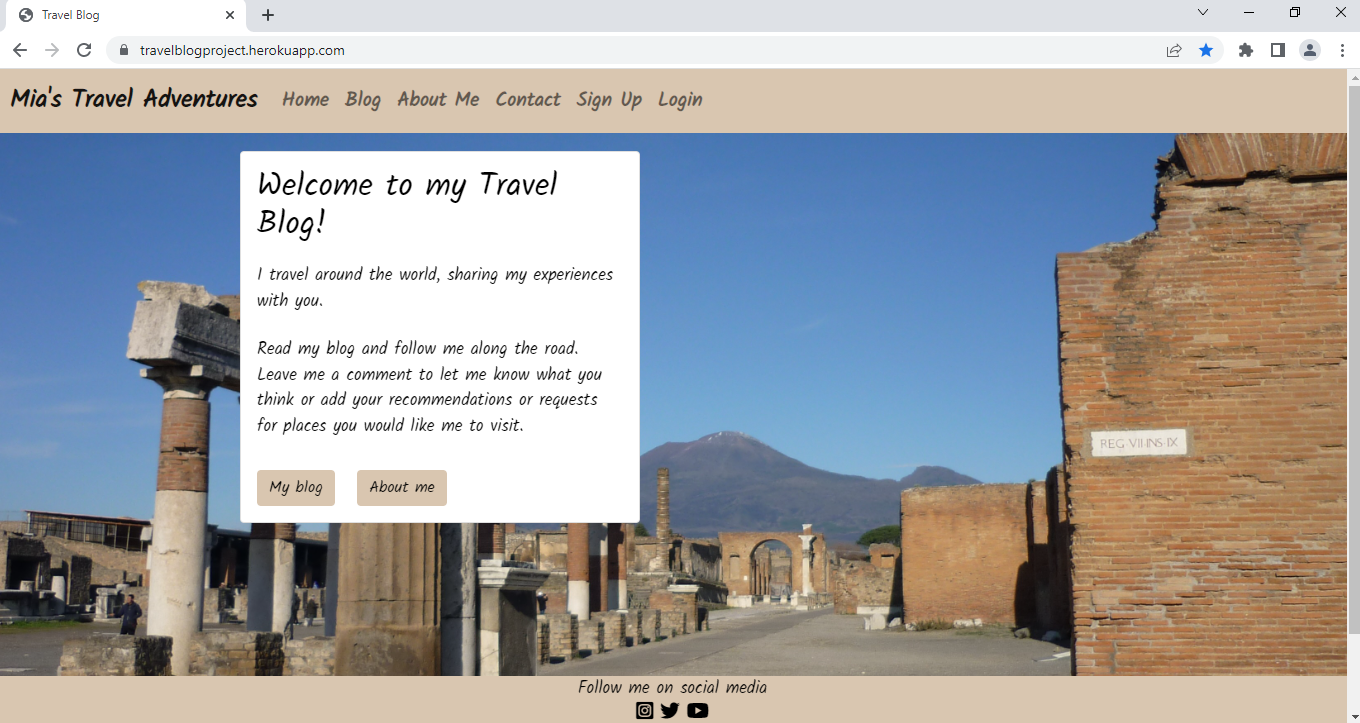 Travel Blog
travelblogproject.herokuapp.com
Mia's Travel Adventures Home Blog About Me Contact Sign Up Login
Welcome to my Travel
Blog!
I travel around the world, sharing my experiences
with you.
Read my blog and follow me along the road.
Leave me a comment to let me know what you
think or add your recommendations or requests
for places you would like me to visit.
My blog About me
REG·VII·INS·IX
Follow me on social media